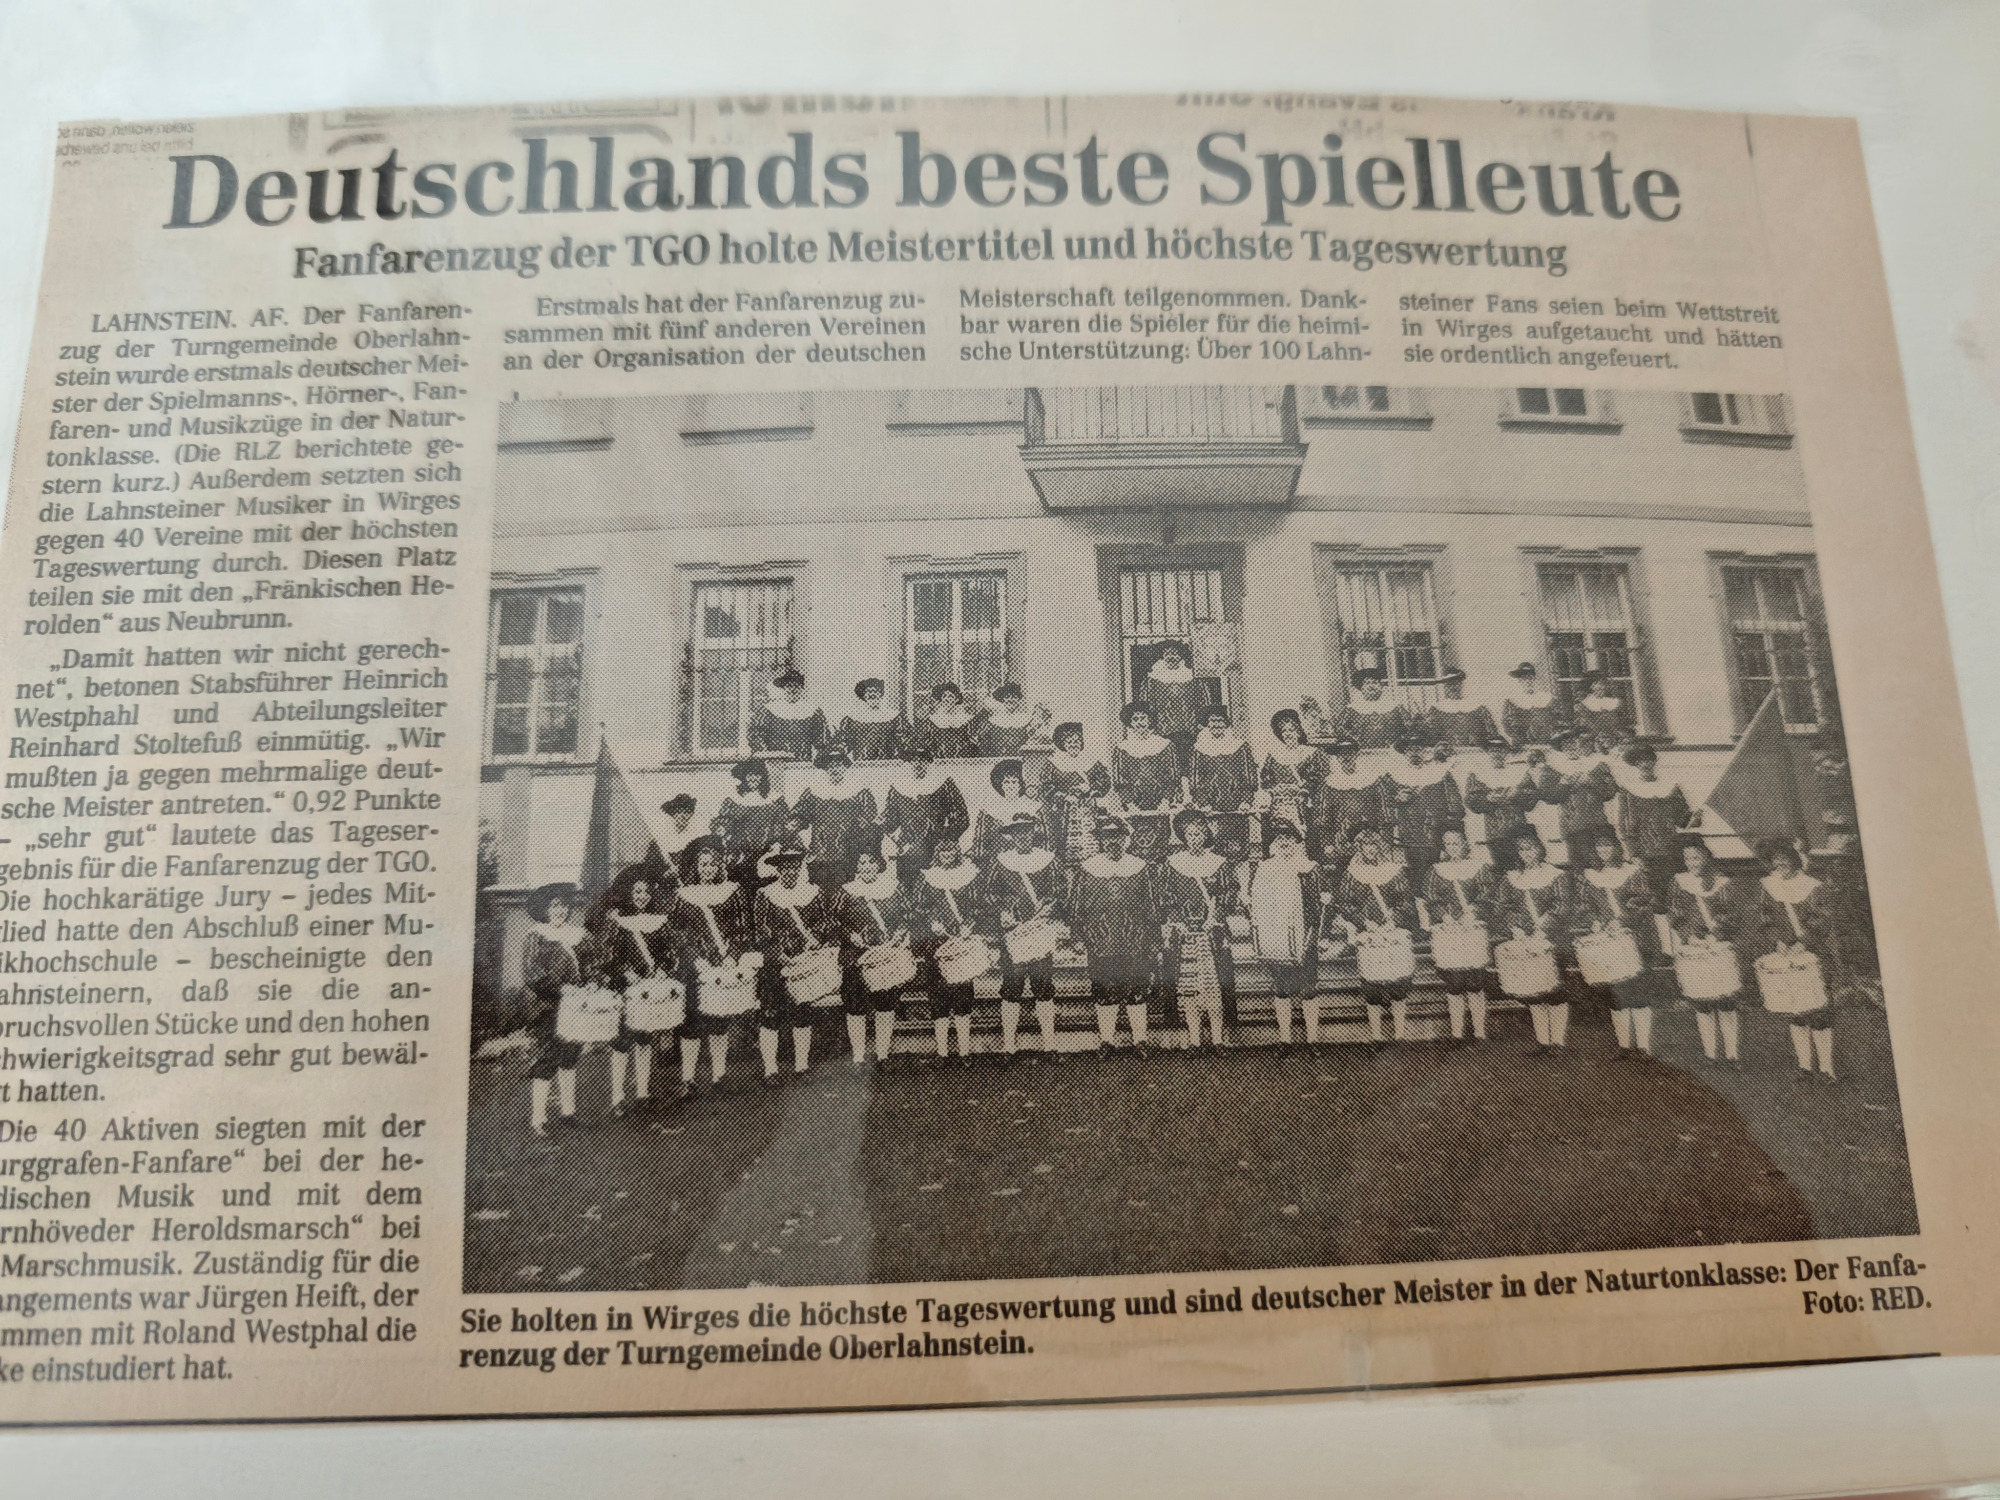 Deutschlands beste Spielleute
Fanfarenzug der TGO holte Meistertitel und höchste Tageswertung
LAHNSTEIN. AF. Der Fanfaren-
zug der Turngemeinde Oberlahn-
stein wurde erstmals deutscher Mei-
ster der Spielmanns-, Hörner-, Fan-
faren- und Musikzüge in der Natur-
tonklasse. (Die RLZ berichtete ge-
stern kurz.) Außerdem setzten sich
die Lahnsteiner Musiker in Wirges
gegen 40 Vereine mit der höchsten
Tageswertung durch. Diesen Platz
teilen sie mit den „Fränkischen He-
rolden“ aus Neubrunn.
„Damit hatten wir nicht gerech-
net“, betonen Stabsführer Heinrich
Westphahl und Abteilungsleiter
Reinhard Stoltefuß einmütig. „Wir
mußten ja gegen mehrmalige deut-
sche Meister antreten.“ 0,92 Punkte
– „sehr gut“ lautete das Tageser-
gebnis für die Fanfarenzug der TGO.
Die hochkarätige Jury – jedes Mit-
lied hatte den Abschluß einer Mu-
ikhochschule – bescheinigte den
ahnsteinern, daß sie die an-
pruchsvollen Stücke und den hohen
hwierigkeitsgrad sehr gut bewäl-
t hatten.
Die 40 Aktiven siegten mit der
urggrafen-Fanfare“ bei der he-
dischen Musik und mit dem
rnhöveder Heroldsmarsch“ bei
Marschmusik. Zuständig für die
angements war Jürgen Heift, der
mmen mit Roland Westphal die
ke einstudiert hat.
Erstmals hat der Fanfarenzug zu-
sammen mit fünf anderen Vereinen
an der Organisation der deutschen
Meisterschaft teilgenommen. Dank-
bar waren die Spieler für die heimi-
sche Unterstützung: Über 100 Lahn-
steiner Fans seien beim Wettstreit
in Wirges aufgetaucht und hätten
sie ordentlich angefeuert.
Sie holten in Wirges die höchste Tageswertung und sind deutscher Meister in der Naturtonklasse: Der Fanfa-
renzug der Turngemeinde Oberlahnstein.
Foto: RED.